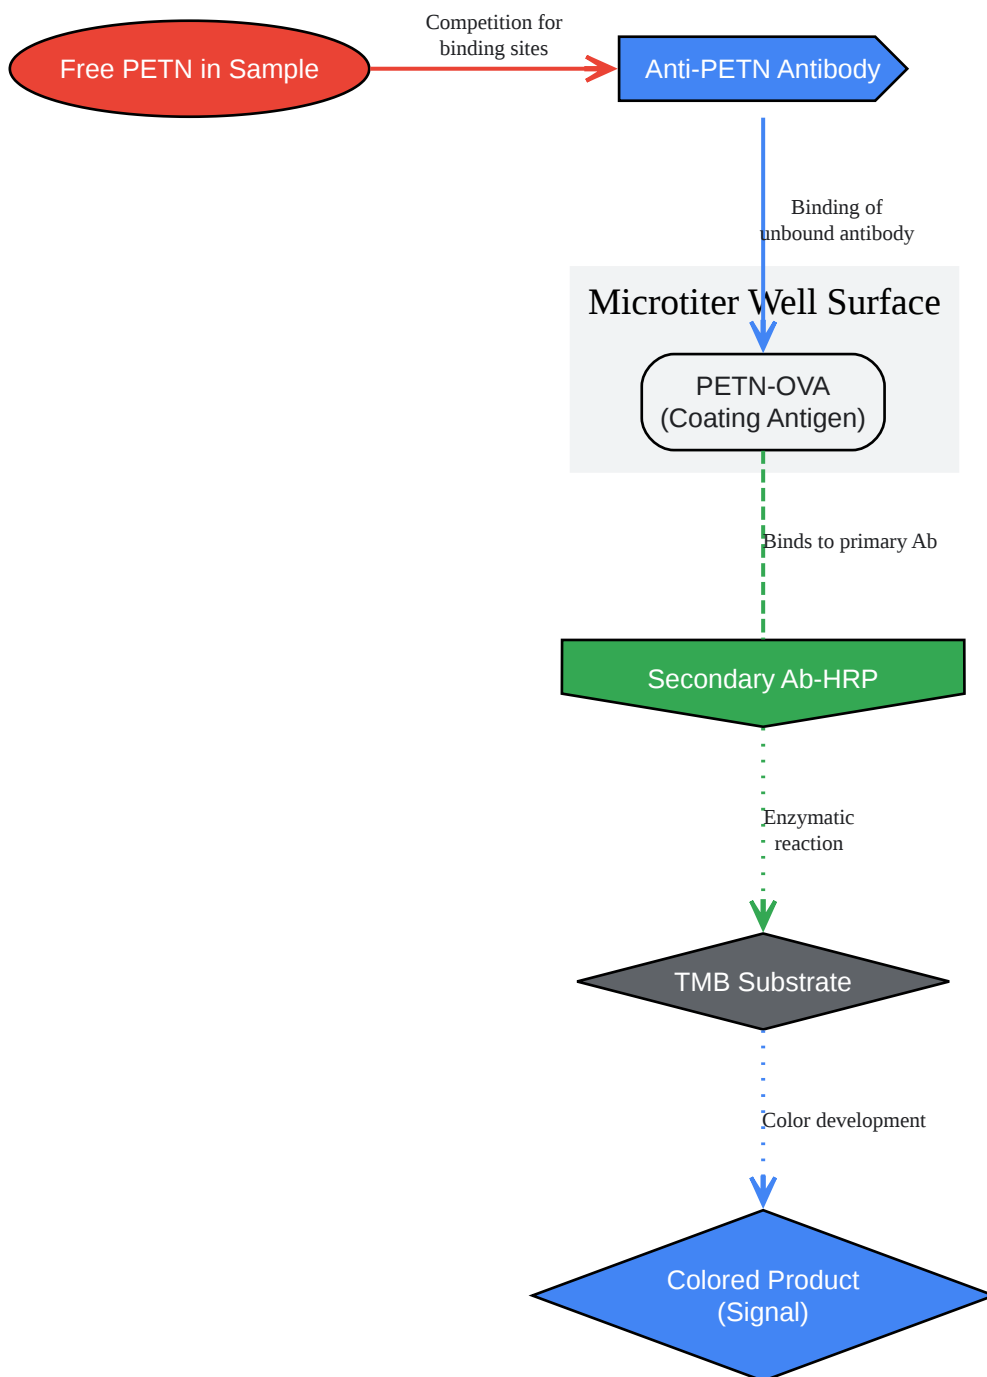 Competition for
binding sites
Free PETN in Sample
Anti-PETN Antibody
Binding of
unbound antibody
Microtiter Well Surface
PETN-OVA
(Coating Antigen)
Binds to primary Ab
Secondary Ab-HRP
Enzymatic
reaction
TMB Substrate
Color development
Colored Product
(Signal)